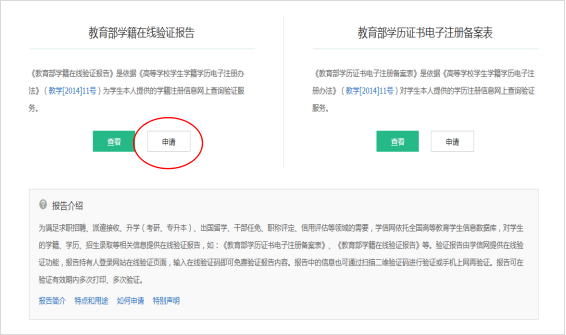 教育部学籍在线验证报告
《教育部学籍在线验证报告》是依据《高等学校学生学籍学历电子注册办
法》（教学[2014]11号）为学生本人提供的学籍注册信息网上查询验证服
务。
查看
申请
教育部学历证书电子注册备案表
《教育部学历证书电子注册备案表》是依据《高等学校学生学籍学历电子注
册办法》（教学[2014]11号）对学生本人提供的学历注册信息网上查询验证
服务。
查看
申请
报告介绍
为满足求职招聘、派遣接收、升学（考研、专升本）、出国留学、干部任免、职称评定、信用评估等领域的需要，学信网依托全国高等教育学生信息数据库，对学生
的学籍、学历、招生录取等相关信息提供在线验证报告，如：《教育部学历证书电子注册备案表》、《教育部学籍在线验证报告》等。验证报告由学信网提供在线验
证功能，报告持有人登录网站在线验证页面，输入在线验证码即可免费验证报告内容。报告中的信息也可通过扫描二维验证码进行验证或手机上网再验证。报告可在
验证有效期内多次打印、多次验证。
报告简介 特点和用途 如何申请 特别声明